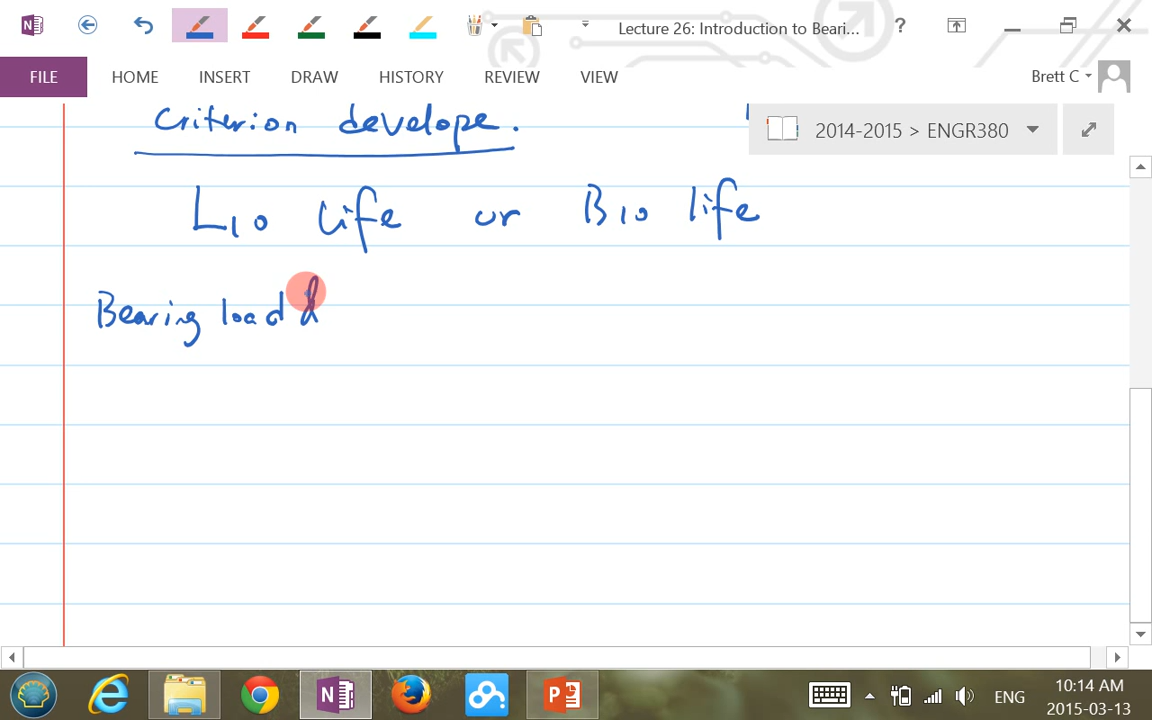 Lecture 26: Introduction to Beari...
?
FILE HOME INSERT DRAW HISTORY REVIEW VIEW
Brett C
2014-2015 > ENGR380
Criterion develope.
L10 life or B10 life
Bearing load &
ENG
10:14 AM
2015-03-13